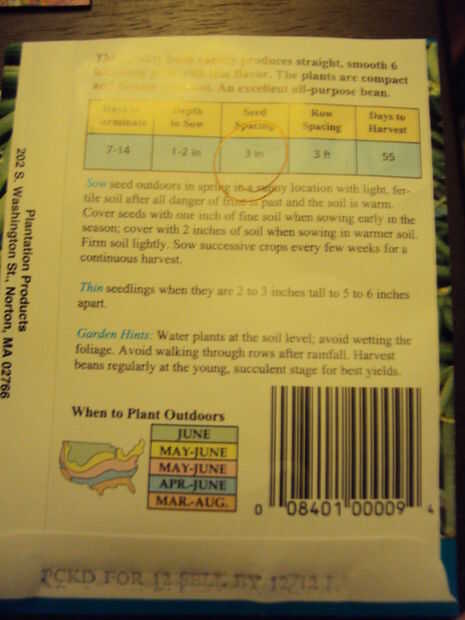 produces straight, smooth 6
flavor. The plants are compact
An excellent all-purpose bean.
Days to Germinate Depth to Sow Seed Spacing Row Spacing Days to Harvest
7-14 1-2 in 3 in 3 ft 55
Sow seed outdoors in spring in a sunny location with light, fer-
tile soil after all danger of frost is past and the soil is warm.
Cover seeds with one inch of fine soil when sowing early in the
season; cover with 2 inches of soil when sowing in warmer soil.
Firm soil lightly. Sow successive crops every few weeks for a
continuous harvest.
Thin seedlings when they are 2 to 3 inches tall to 5 to 6 inches
apart.
Garden Hints: Water plants at the soil level; avoid wetting the
foliage. Avoid walking through rows after rainfall. Harvest
beans regularly at the young, succulent stage for best yields.
When to Plant Outdoors
JUNE
MAY-JUNE
MAY-JUNE
APR.-JUNE
MAR.-AUG.
0 08401 00009 4
PCKD FOR 12 SELL BY 12/12
Plantation Products
202 S. Washington St., Norton, MA 02766